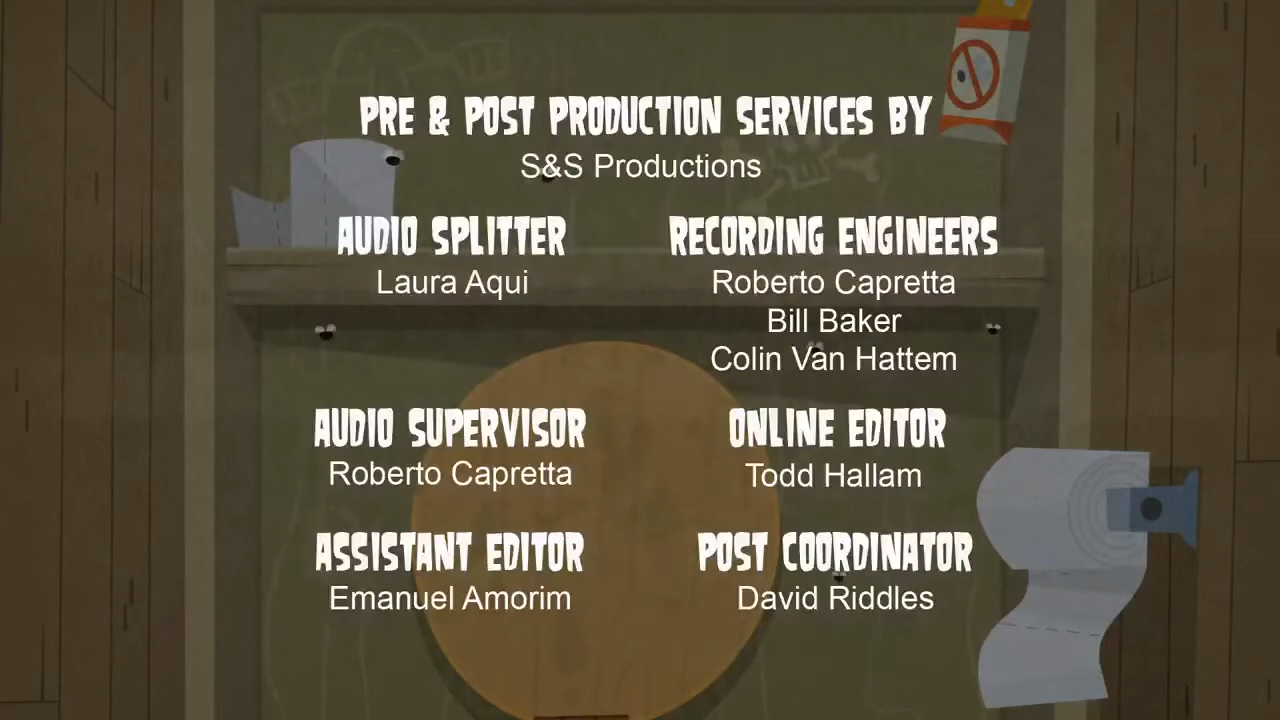 PRE & POST PRODUCTION SERVICES BY
S&S Productions
AUDIO SPLITTER
Laura Aqui
RECORDING ENGINEERS
Roberto Capretta
Bill Baker
Colin Van Hattem
AUDIO SUPERVISOR
Roberto Capretta
ONLINE EDITOR
Todd Hallam
ASSISTANT EDITOR
Emanuel Amorim
POST COORDINATOR
David Riddles